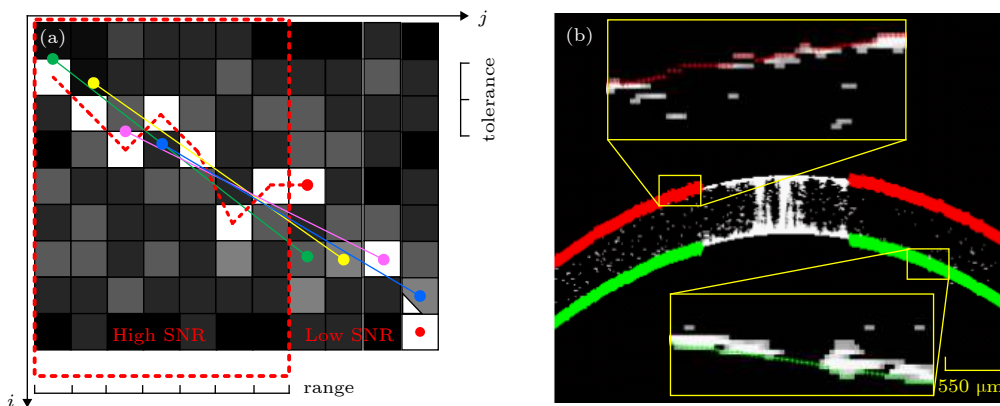 j
(a)
tolerance
High SNR
Low SNR
range
i
(b)
550 μm